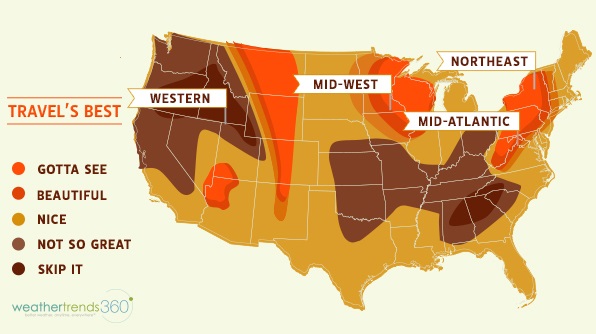 NORTHEAST
MID-WEST
WESTERN
MID-ATLANTIC
TRAVEL'S BEST
GOTTA SEE
BEAUTIFUL
NICE
NOT SO GREAT
SKIP IT
weathertrends360°